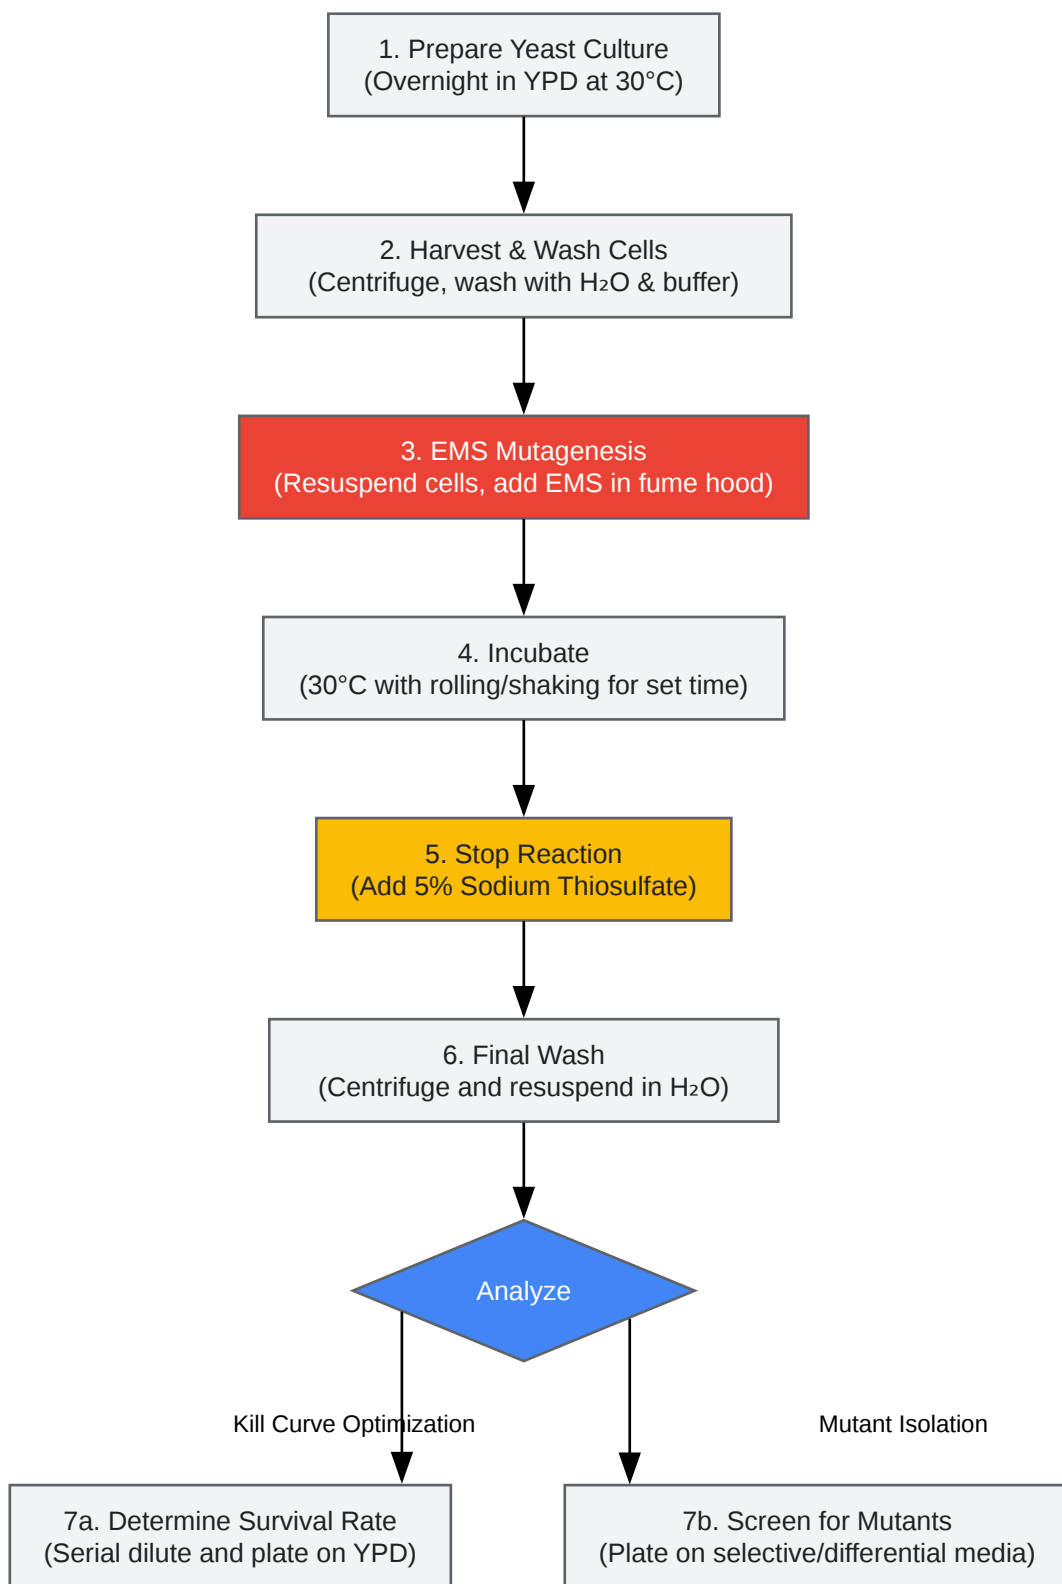 1. Prepare Yeast Culture
(Overnight in YPD at 30°C)
2. Harvest & Wash Cells
(Centrifuge, wash with H₂O & buffer)
3. EMS Mutagenesis
(Resuspend cells, add EMS in fume hood)
4. Incubate
(30°C with rolling/shaking for set time)
5. Stop Reaction
(Add 5% Sodium Thiosulfate)
6. Final Wash
(Centrifuge and resuspend in H₂O)
Analyze
Kill Curve Optimization
Mutant Isolation
7a. Determine Survival Rate
(Serial dilute and plate on YPD)
7b. Screen for Mutants
(Plate on selective/differential media)